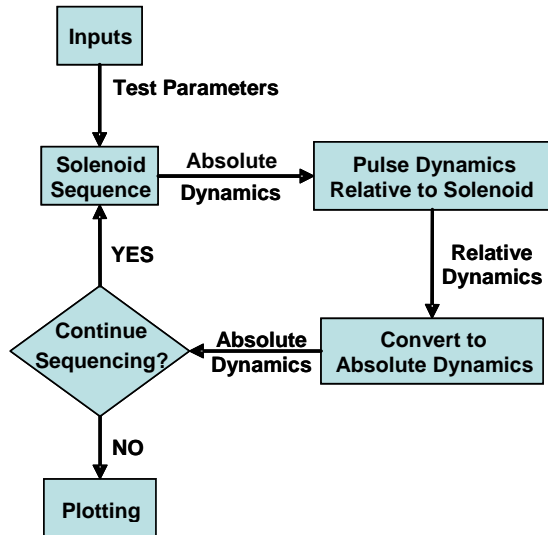 Inputs
Test Parameters
Solenoid
Sequence
Absolute
Dynamics
Pulse Dynamics
Relative to Solenoid
Relative
Dynamics
YES
Continue
Sequencing?
Absolute
Dynamics
Convert to
Absolute Dynamics
NO
Plotting